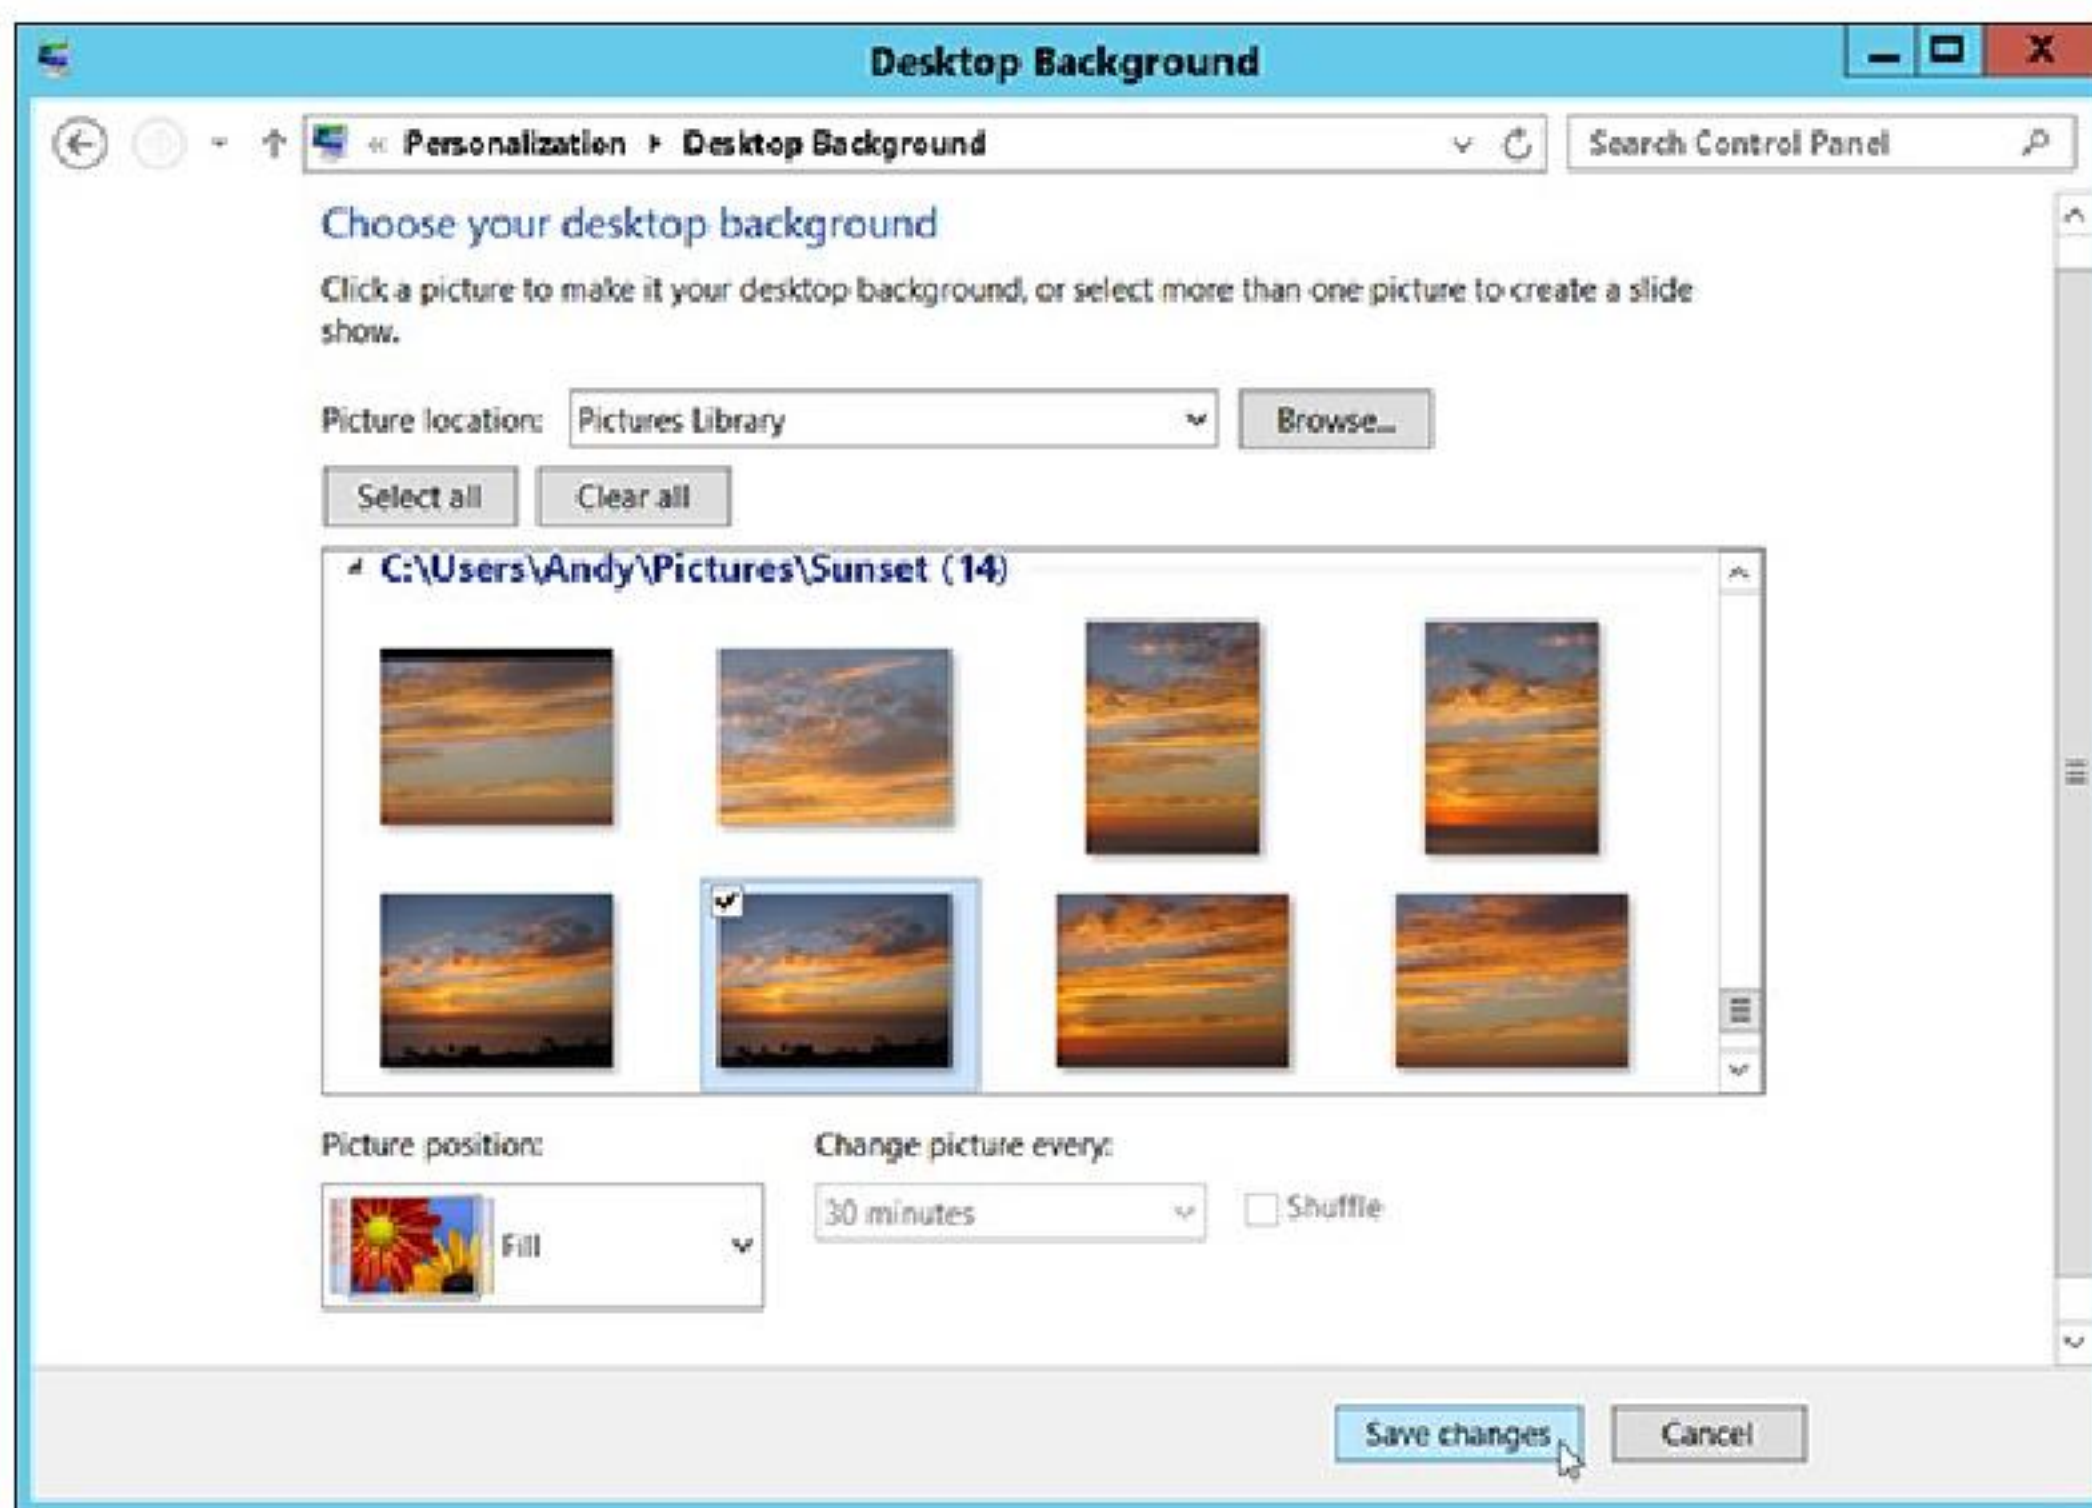 Desktop Background
« Personalization ▸ Desktop Background
Search Control Panel
Choose your desktop background
Click a picture to make it your desktop background, or select more than one picture to create a slide
show.
Picture location: Pictures Library Browse...
Select all Clear all
C:\Users\Andy\Pictures\Sunset (14)
Picture position: Change picture every:
Fill 30 minutes Shuffle
Save changes Cancel